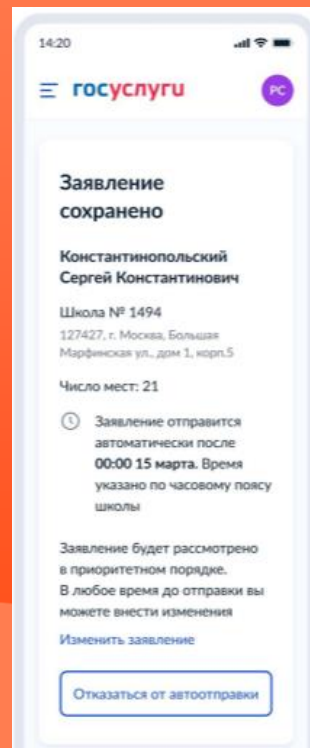 14:20
госуслуги
РС
Заявление
сохранено
Константинопольский
Сергей Константинович
Школа № 1494
127427, г. Москва, Большая
Марфинская ул., дом 1, корп.5
Число мест: 21
Заявление отправится
автоматически после
00:00 15 марта. Время
указано по часовому поясу
школы
Заявление будет рассмотрено
в приоритетном порядке.
В любое время до отправки вы
можете внести изменения
Изменить заявление
Отказаться от автоотправки